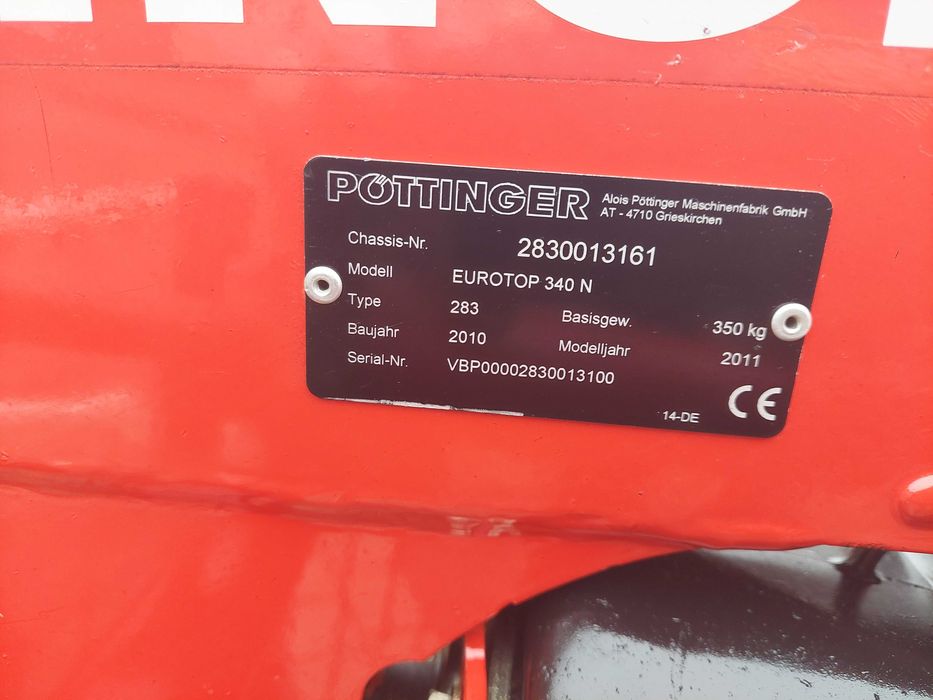 PÖTTINGER
Alois Pöttinger Maschinenfabrik GmbH
AT - 4710 Grieskirchen
Chassis-Nr. 2830013161
Modell EUROTOP 340 N
Type 283 Basisgew. 350 kg
Baujahr 2010 Modelljahr 2011
Serial-Nr. VBP00002830013100
14-DE CE